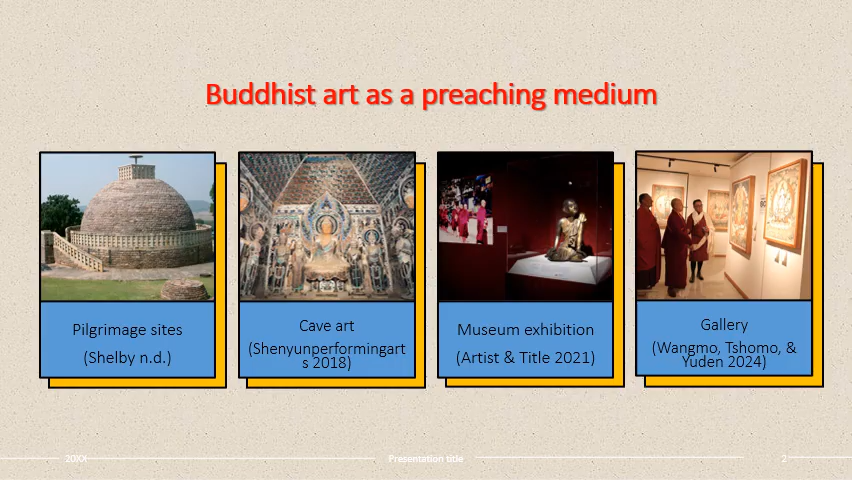 Buddhist art as a preaching medium
Pilgrimage sites
(Shelby n.d.)
Cave art
(Shenyunperformingart
s 2018)
Museum exhibition
(Artist & Title 2021)
Gallery
(Wangmo, Tshomo, &
Yuden 2024)
20XX
Presentation title
2